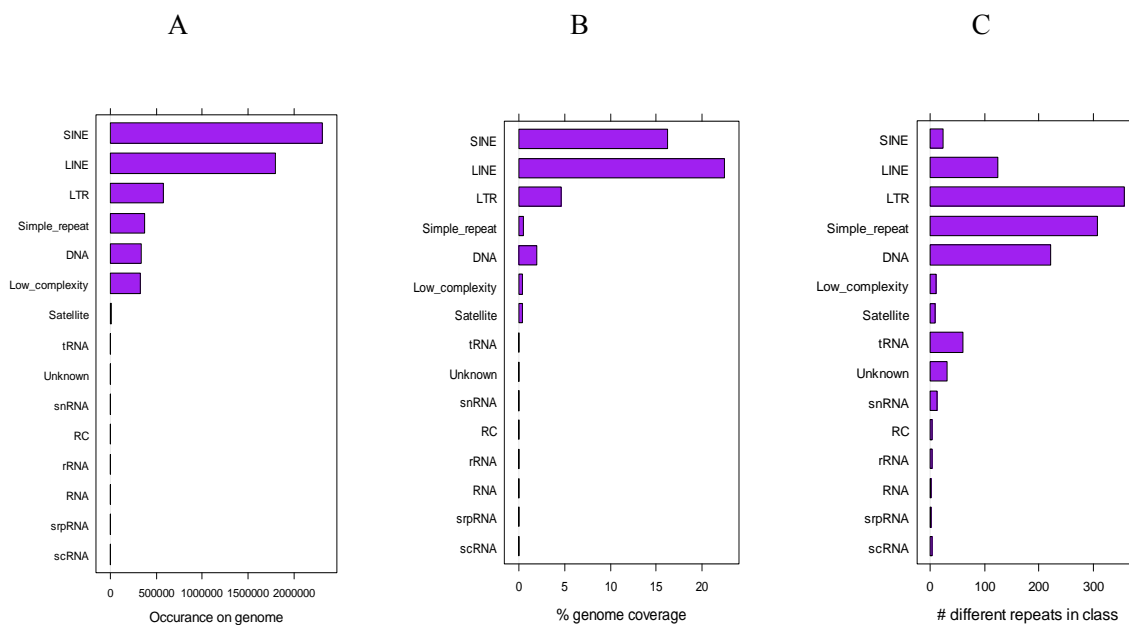 A
B
C
SINE
LINE
LTR
Simple_repeat
DNA
Low_complexity
Satellite
tRNA
Unknown
snRNA
RC
rRNA
RNA
srpRNA
scRNA
0 500000 1000000 1500000 2000000
Occurance on genome
SINE
LINE
LTR
Simple_repeat
DNA
Low_complexity
Satellite
tRNA
Unknown
snRNA
RC
rRNA
RNA
srpRNA
scRNA
0 5 10 15 20
% genome coverage
SINE
LINE
LTR
Simple_repeat
DNA
Low_complexity
Satellite
tRNA
Unknown
snRNA
RC
rRNA
RNA
srpRNA
scRNA
0 100 200 300
# different repeats in class